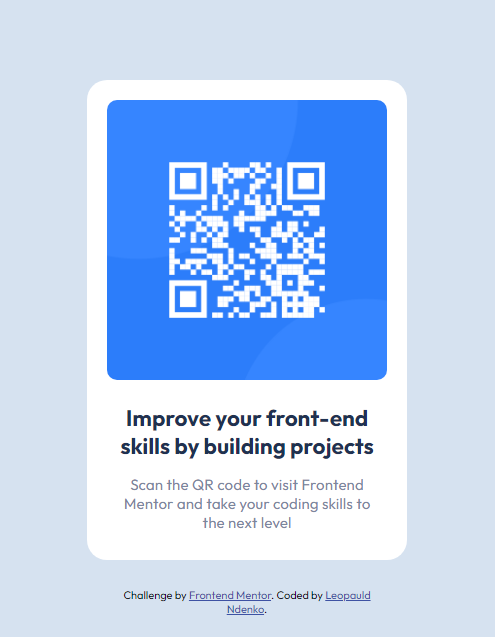 Improve your front-end
skills by building projects
Scan the QR code to visit Frontend
Mentor and take your coding skills to
the next level
Challenge by Frontend Mentor. Coded by Leopauld
Ndenko.